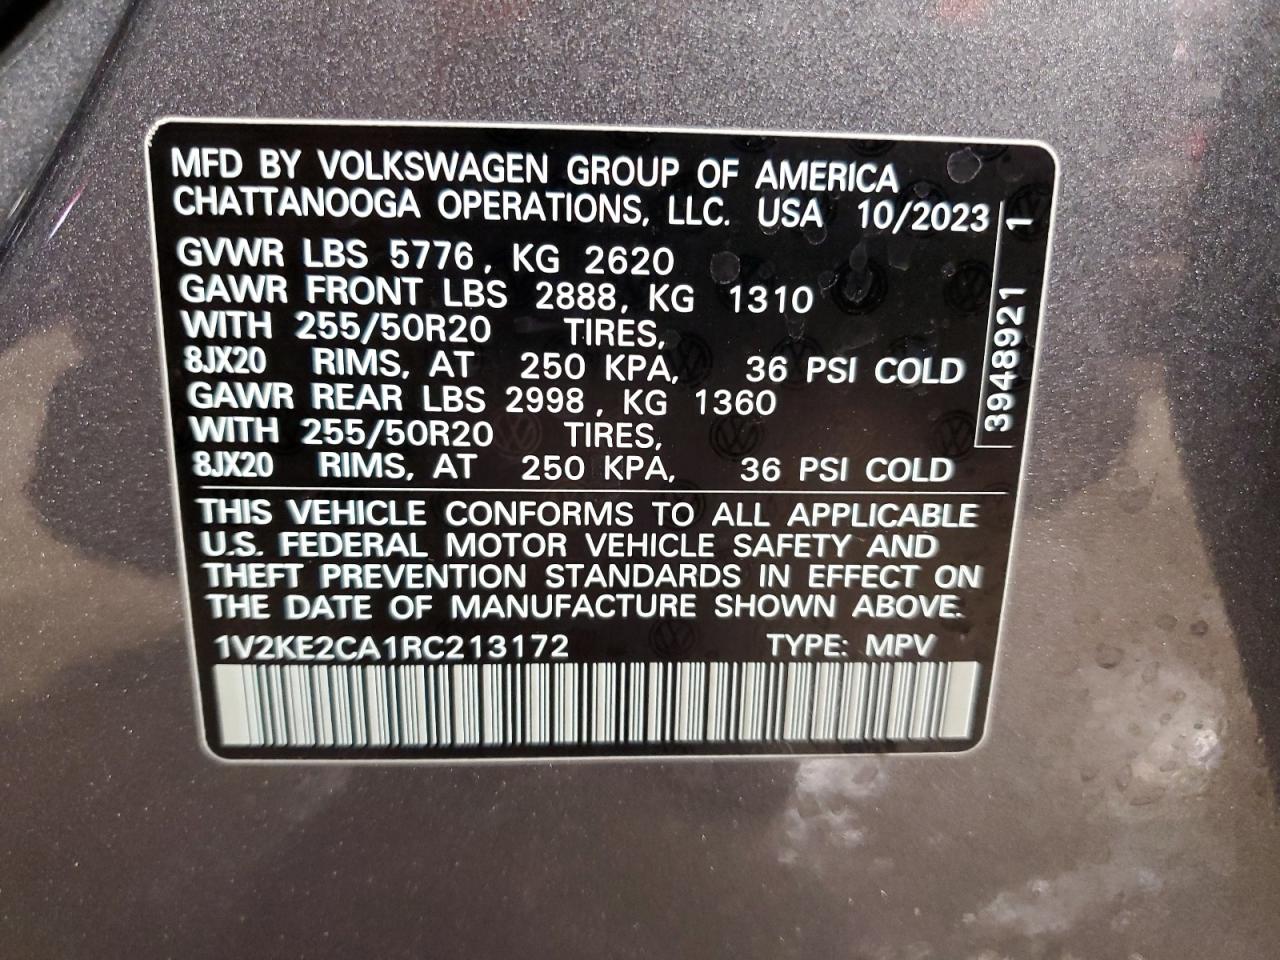 MFD BY VOLKSWAGEN GROUP OF AMERICA
CHATTANOOGA OPERATIONS, LLC. USA 10/2023
GVWR LBS 5776, KG 2620
GAWR FRONT LBS 2888, KG 1310
WITH 255/50R20 TIRES,
8JX20 RIMS, AT 250 KPA, 36 PSI COLD
GAWR REAR LBS 2998, KG 1360
WITH 255/50R20 TIRES,
8JX20 RIMS, AT 250 KPA, 36 PSI COLD
THIS VEHICLE CONFORMS TO ALL APPLICABLE
U.S. FEDERAL MOTOR VEHICLE SAFETY AND
THEFT PREVENTION STANDARDS IN EFFECT ON
THE DATE OF MANUFACTURE SHOWN ABOVE.
1V2KE2CA1RC213172 TYPE: MPV
3948921 1